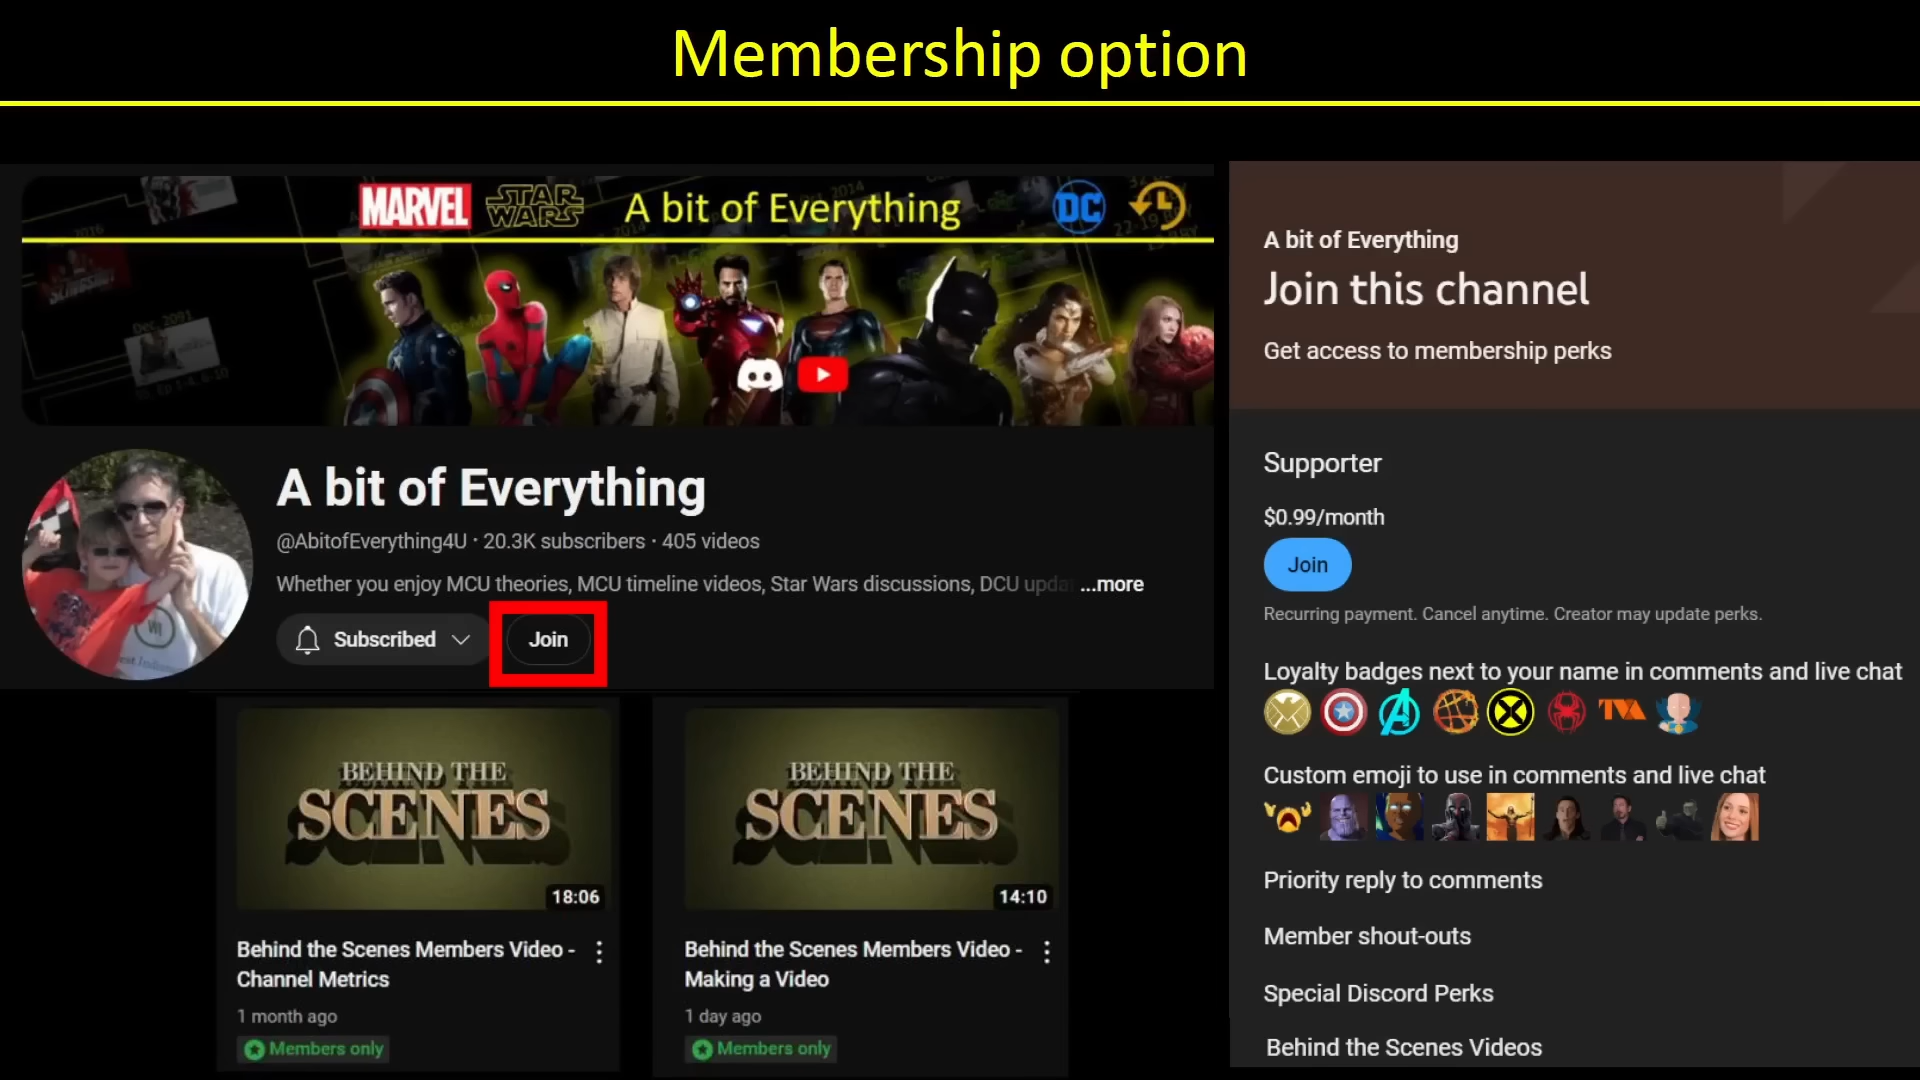 Membership option
MARVEL
STAR
WARS
A bit of Everything
DC
A bit of Everything
@AbitofEverything4U · 20.3K subscribers · 405 videos
Whether you enjoy MCU theories, MCU timeline videos, Star Wars discussions, DCU upda ...more
Subscribed
Join
BEHIND THE
SCENES
18:06
Behind the Scenes Members Video -
Channel Metrics
1 month ago
Members only
BEHIND THE
SCENES
14:10
Behind the Scenes Members Video -
Making a Video
1 day ago
Members only
A bit of Everything
Join this channel
Get access to membership perks
Supporter
$0.99/month
Join
Recurring payment. Cancel anytime. Creator may update perks.
Loyalty badges next to your name in comments and live chat
TVA
Custom emoji to use in comments and live chat
Priority reply to comments
Member shout-outs
Special Discord Perks
Behind the Scenes Videos